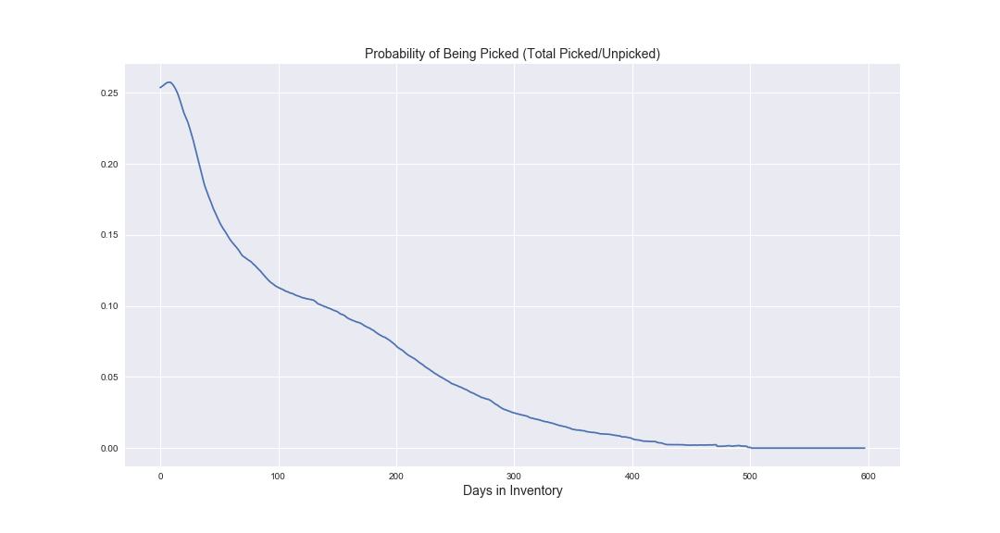 Probability of Being Picked (Total Picked/Unpicked)
0.25
0.20
0.15
0.10
0.05
0.00
0 100 200 300 400 500 600
Days in Inventory